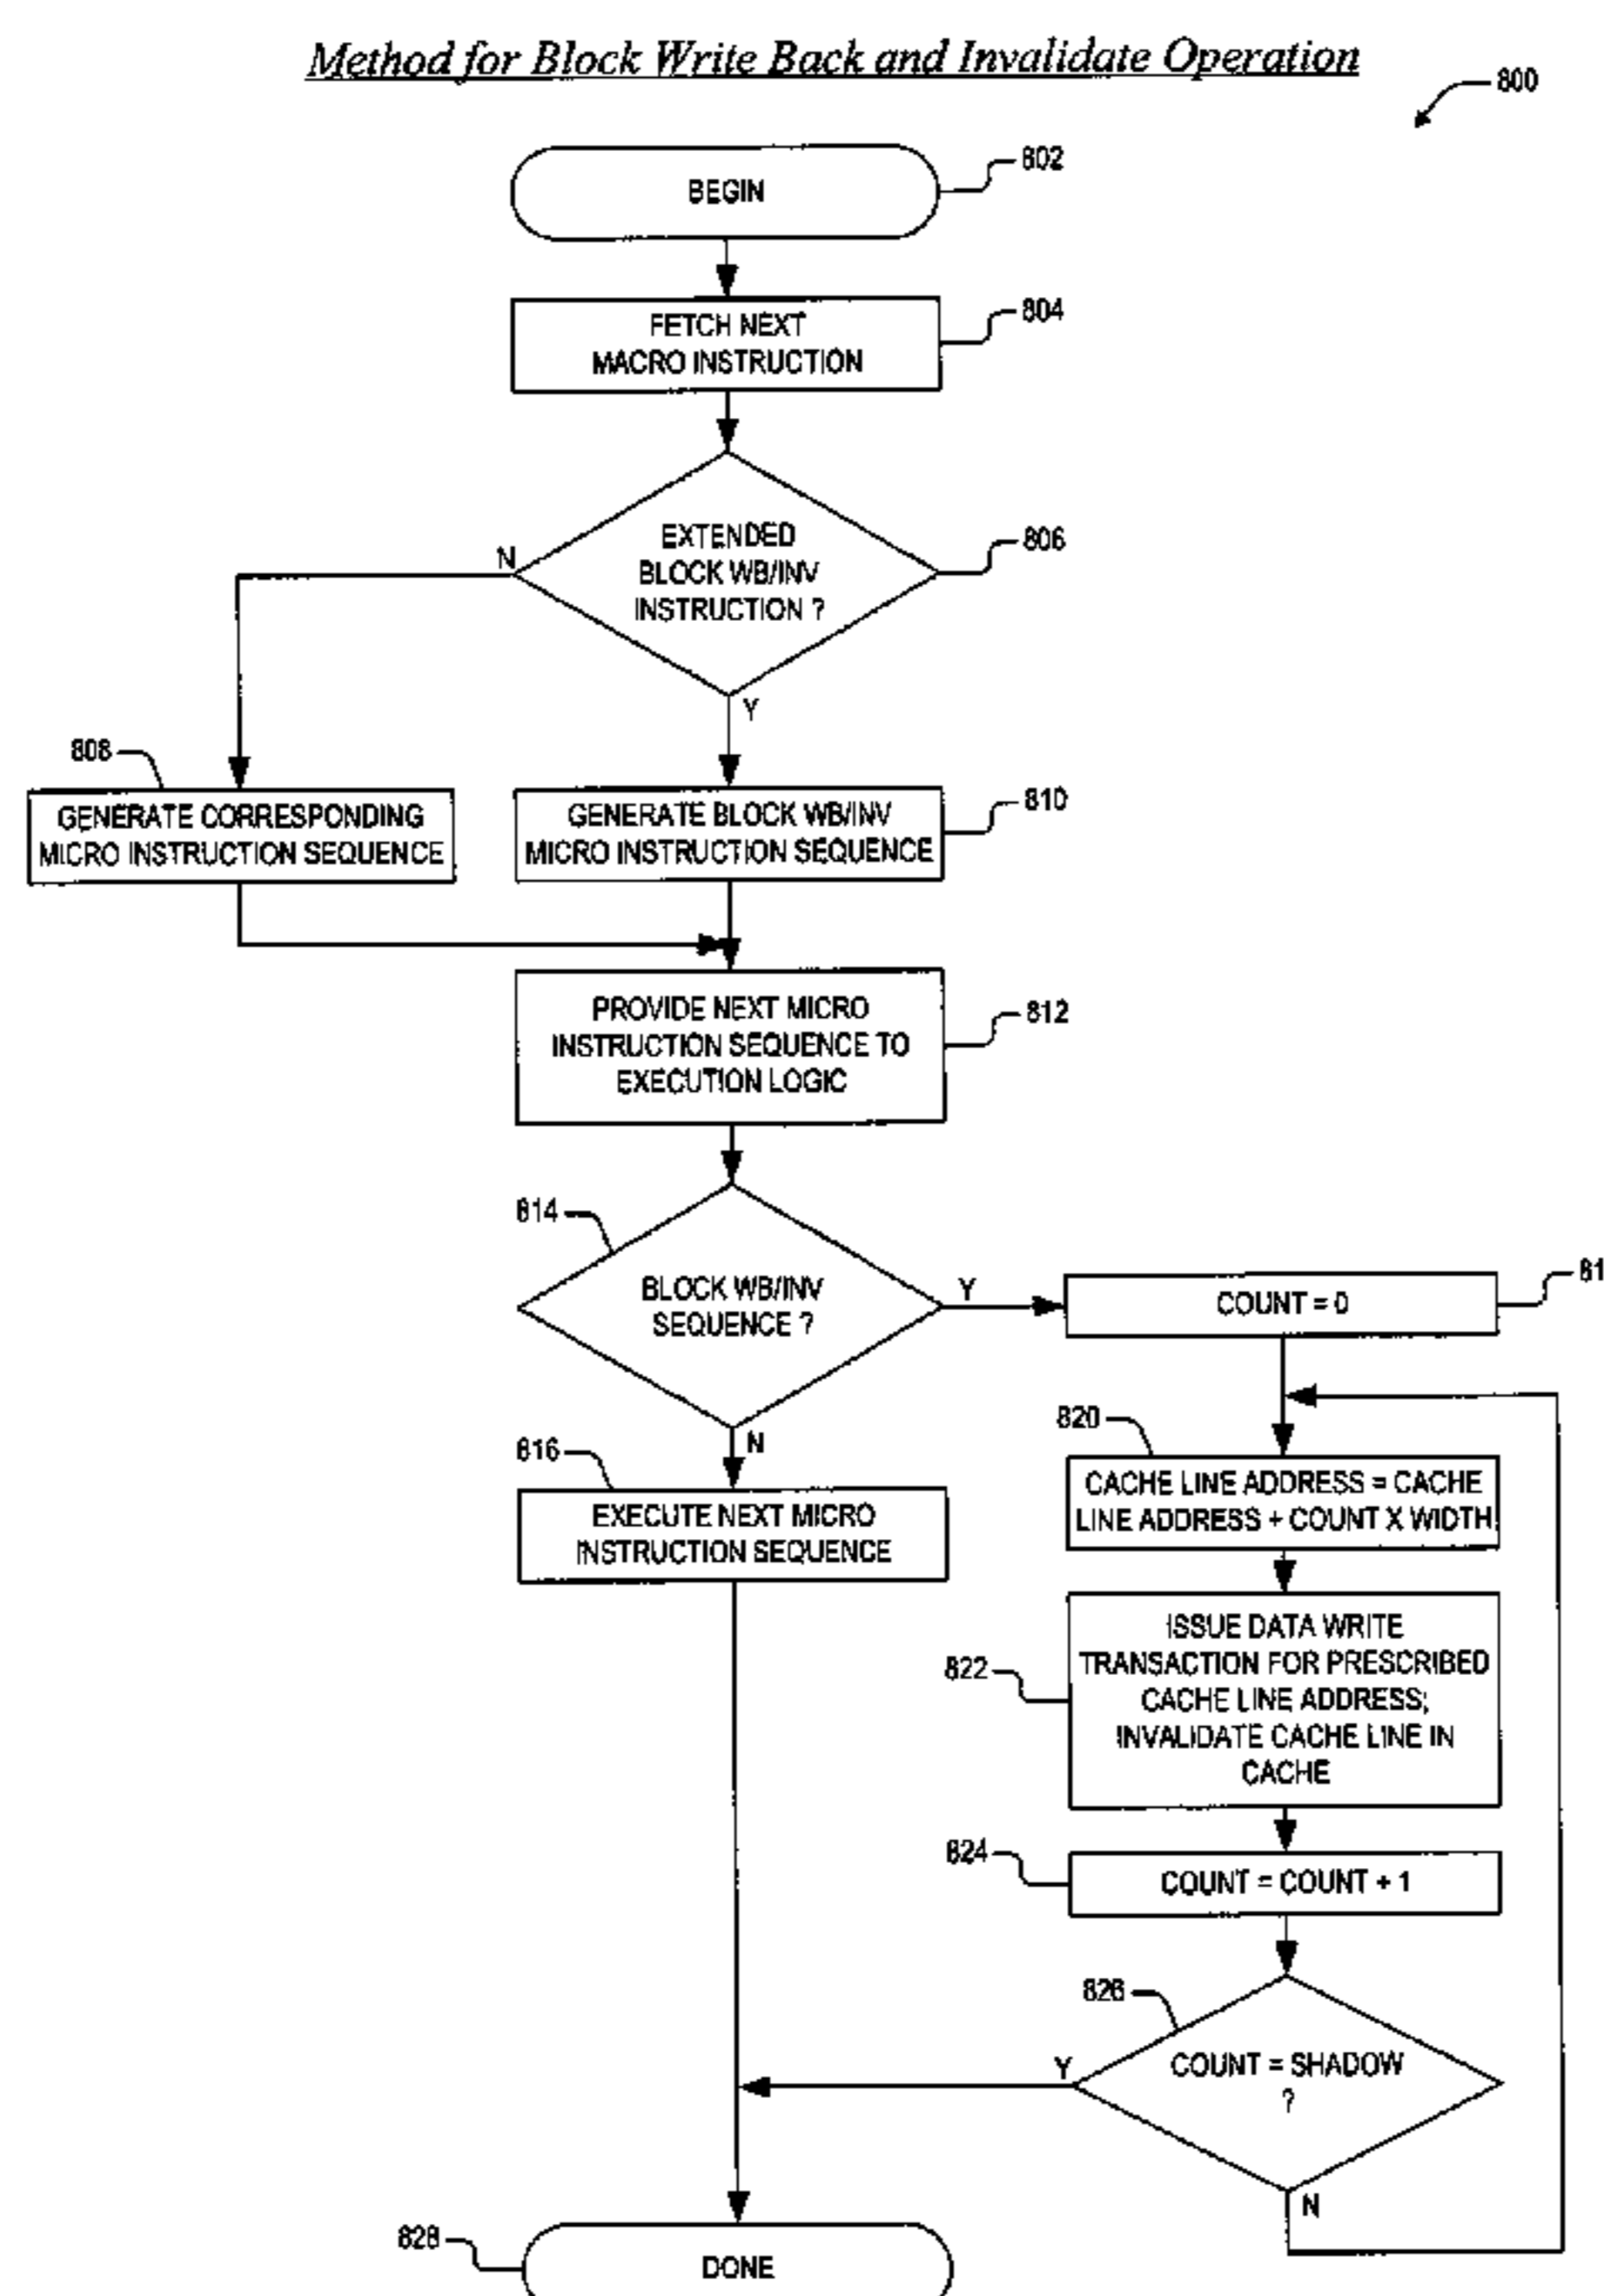 Method for Block Write Back and Invalidate Operation
800
BEGIN
802
FETCH NEXT
MACRO INSTRUCTION
804
EXTENDED
BLOCK WB/INV
INSTRUCTION ?
806
N
Y
808
GENERATE CORRESPONDING
MICRO INSTRUCTION SEQUENCE
GENERATE BLOCK WB/INV
MICRO INSTRUCTION SEQUENCE
810
PROVIDE NEXT MICRO
INSTRUCTION SEQUENCE TO
EXECUTION LOGIC
812
814
BLOCK WB/INV
SEQUENCE ?
Y
N
COUNT = 0
81
816
EXECUTE NEXT MICRO
INSTRUCTION SEQUENCE
820
CACHE LINE ADDRESS = CACHE
LINE ADDRESS + COUNT X WIDTH
822
ISSUE DATA WRITE
TRANSACTION FOR PRESCRIBED
CACHE LINE ADDRESS;
INVALIDATE CACHE LINE IN
CACHE
824
COUNT = COUNT + 1
826
COUNT = SHADOW
?
Y
N
828
DONE